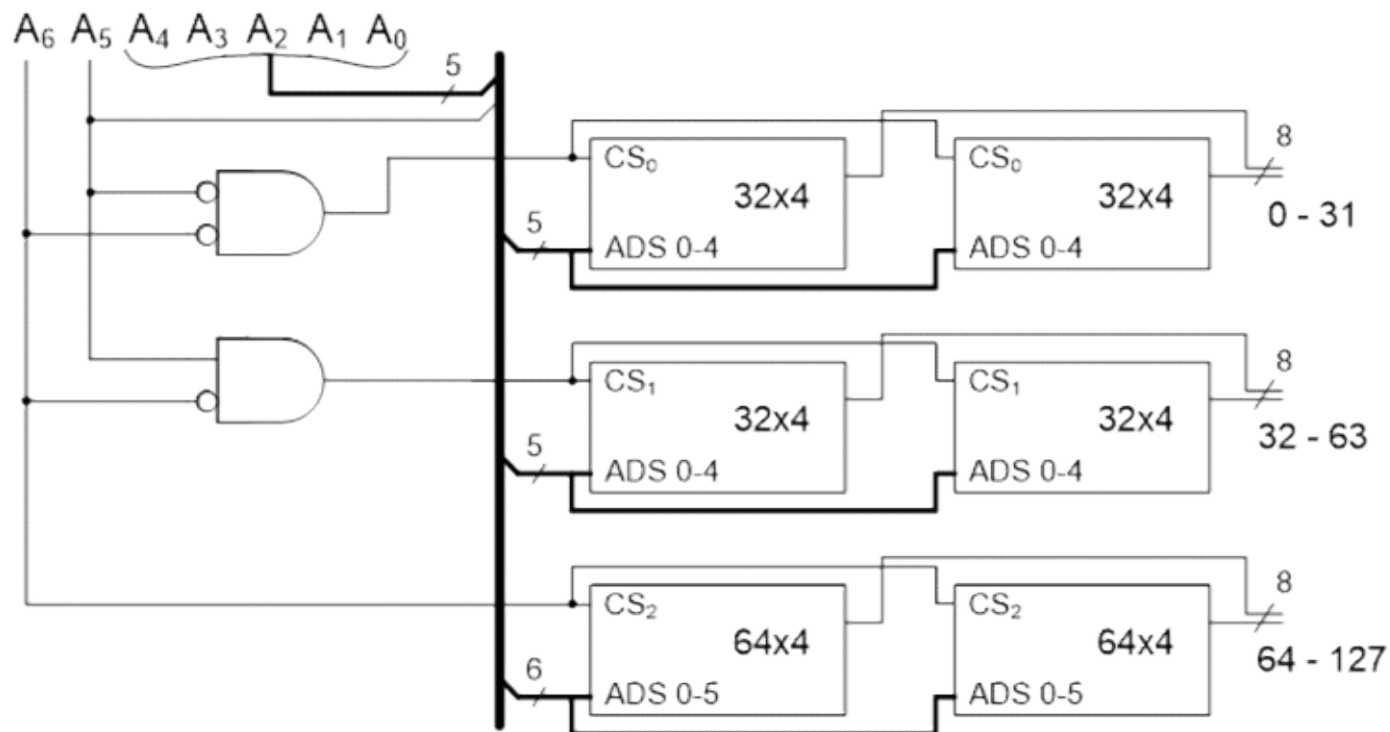 A₆ A₅ A₄ A₃ A₂ A₁ A₀
5
8
CS₀ 32x4 CS₀ 32x4
0 - 31
5
ADS 0-4 ADS 0-4
8
CS₁ 32x4 CS₁ 32x4
32 - 63
5
ADS 0-4 ADS 0-4
8
CS₂ 64x4 CS₂ 64x4
64 - 127
6
ADS 0-5 ADS 0-5